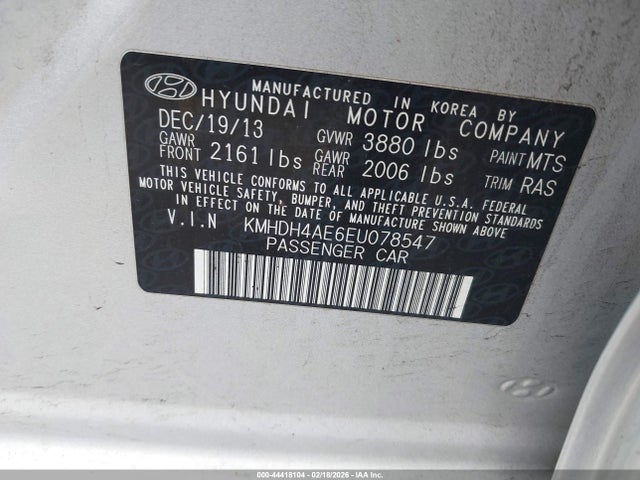 MANUFACTURED IN KOREA BY
HYUNDAI MOTOR COMPANY
DEC/19/13 GVWR 3880 lbs PAINT MTS
GAWR FRONT 2161 lbs GAWR REAR 2006 lbs TRIM RAS
THIS VEHICLE CONFORMS TO ALL APPLICABLE U.S.A. FEDERAL
MOTOR VEHICLE SAFETY, BUMPER, AND THEFT PREVENTION STANDARDS
IN EFFECT ON THE DATE OF MANUFACTURE SHOWN ABOVE.
V.I.N KMHDH4AE6EU078547
PASSENGER CAR
000-44418104 - 02/18/2026 - IAA Inc.